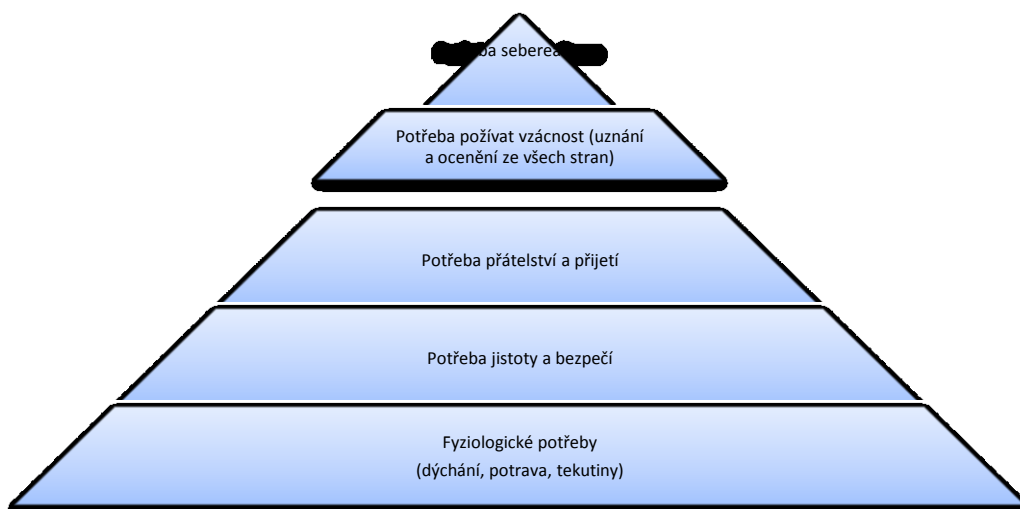 Potřeba požívat vzácnost (uznání
a ocenění ze všech stran)
Potřeba přátelství a přijetí
Potřeba jistoty a bezpečí
Fyziologické potřeby
(dýchání, potrava, tekutiny)